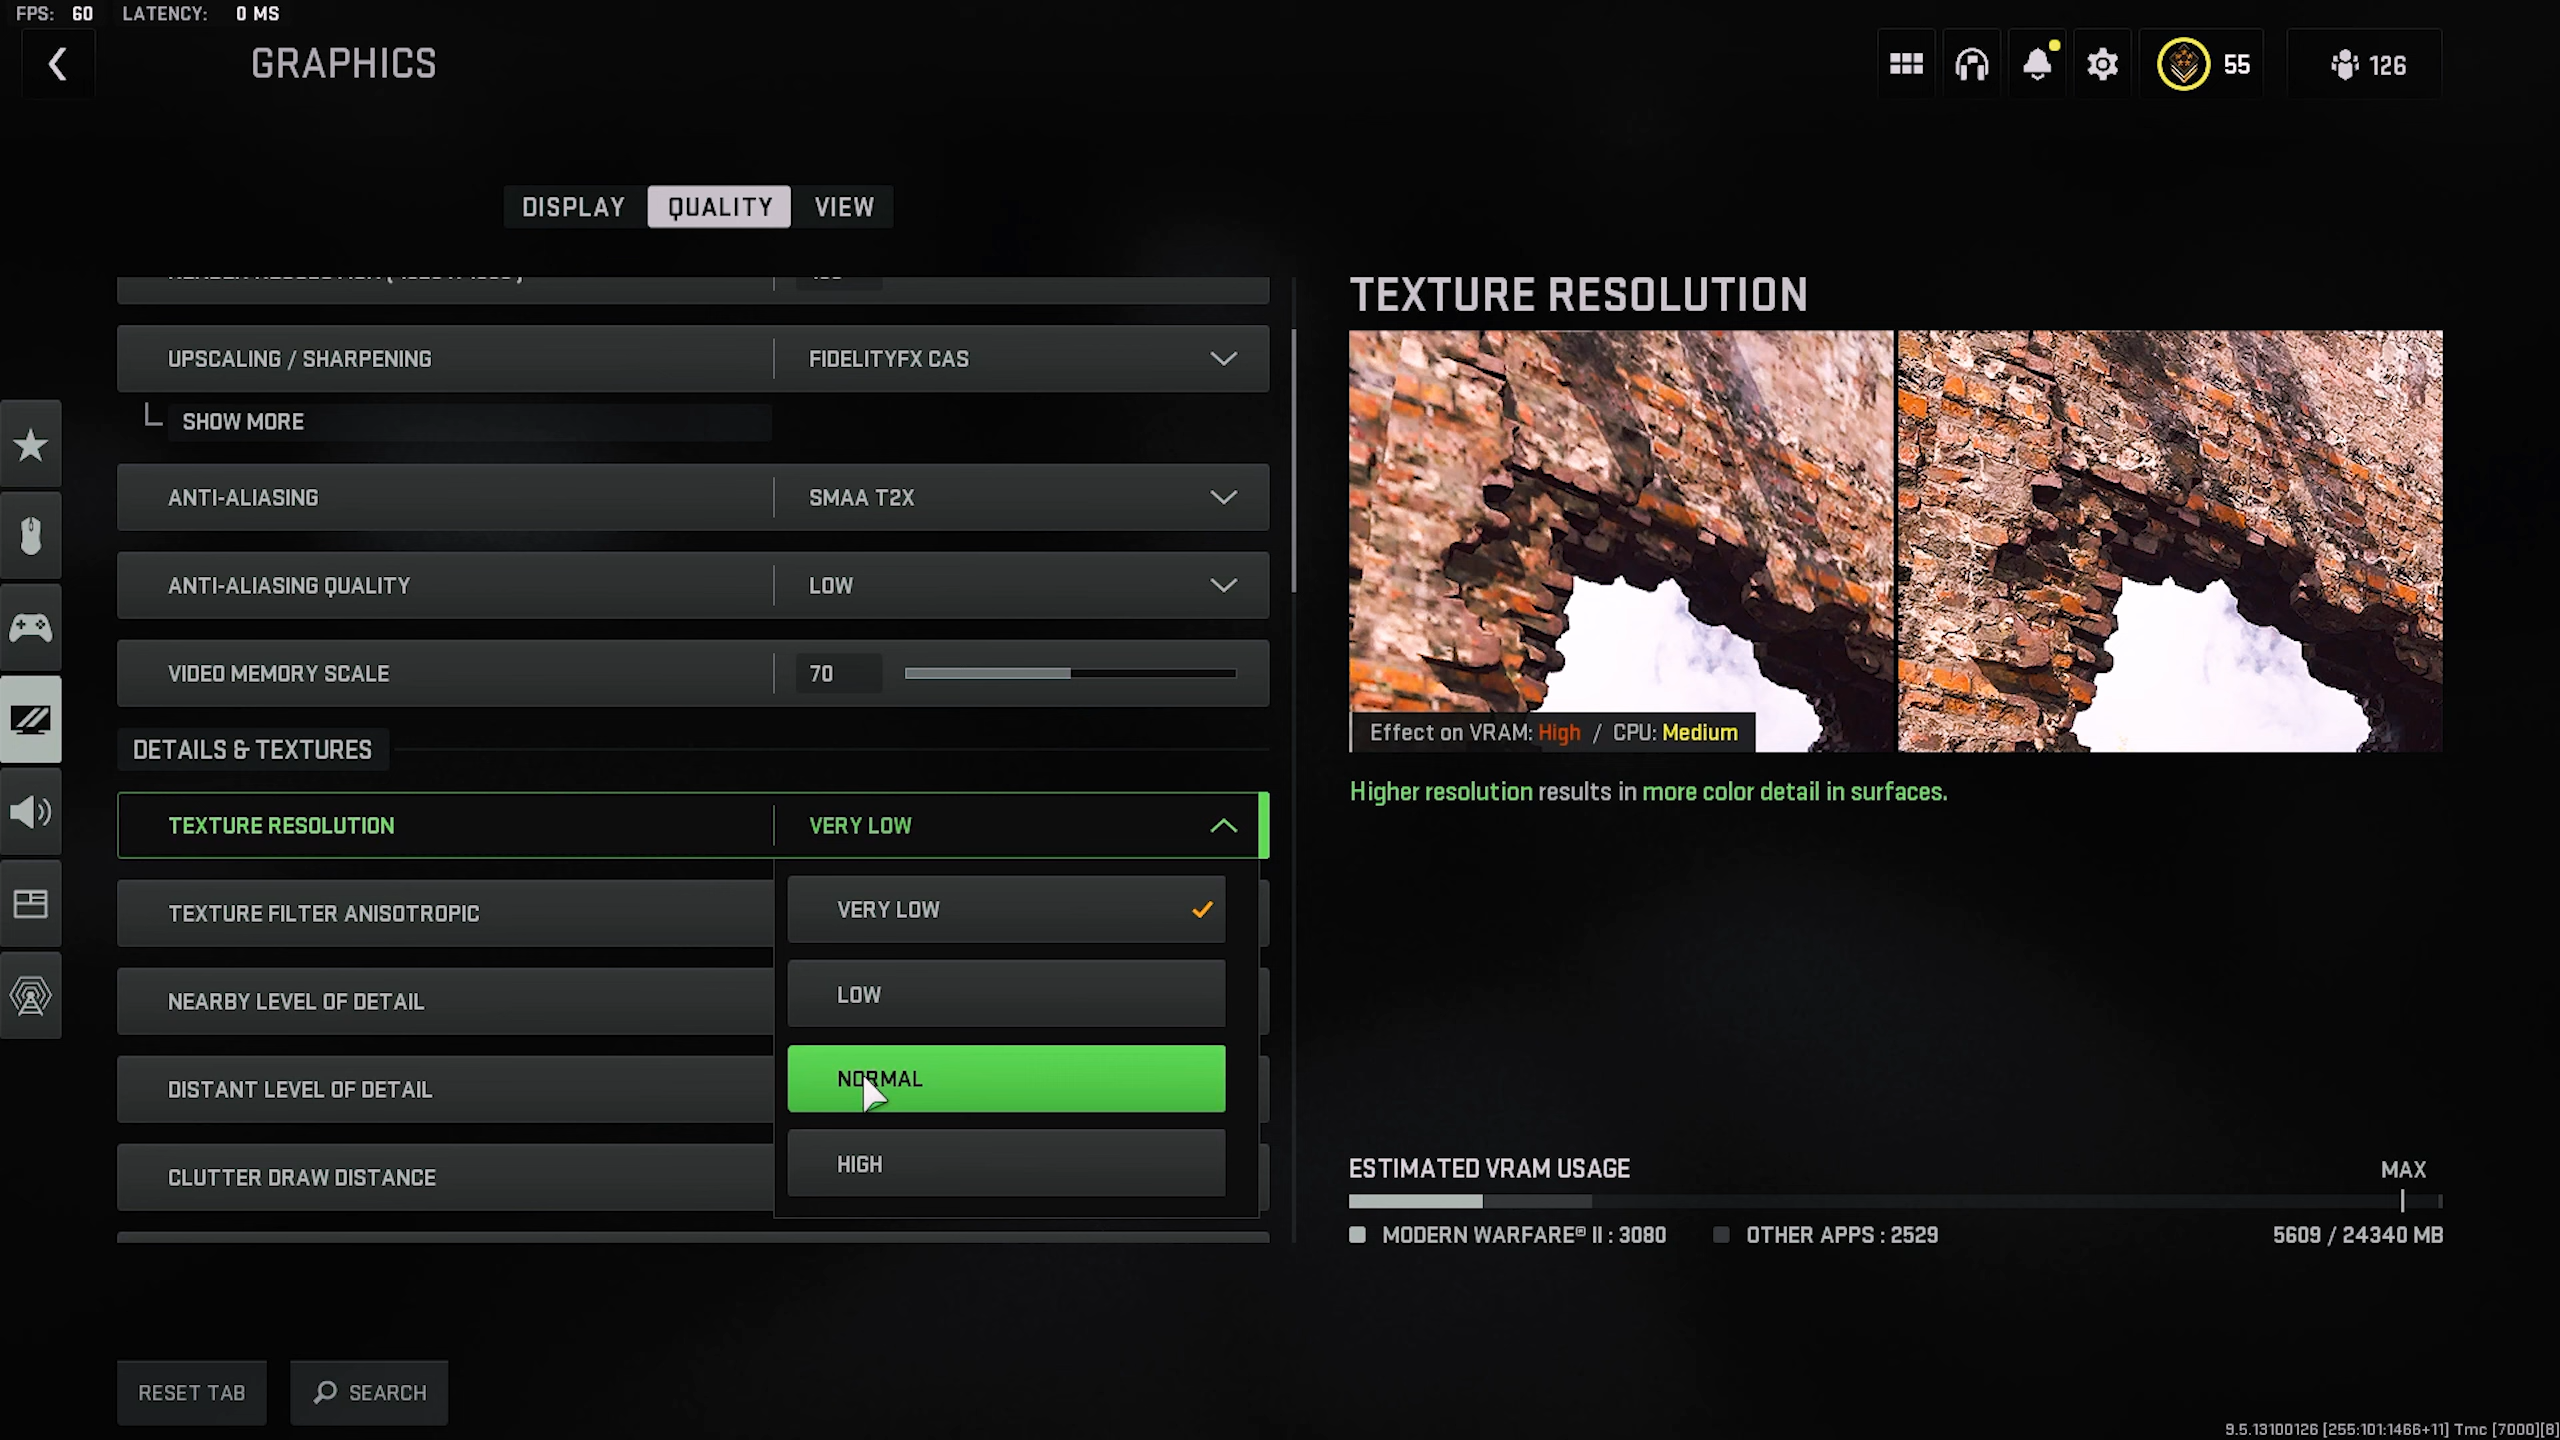 FPS: 60 LATENCY: 0 MS
GRAPHICS
55
126
DISPLAY QUALITY VIEW
UPSCALING / SHARPENING FIDELITYFX CAS
SHOW MORE
ANTI-ALIASING SMAA T2X
ANTI-ALIASING QUALITY LOW
VIDEO MEMORY SCALE 70
DETAILS & TEXTURES
TEXTURE RESOLUTION VERY LOW
VERY LOW
TEXTURE FILTER ANISOTROPIC
LOW
NEARBY LEVEL OF DETAIL
NORMAL
DISTANT LEVEL OF DETAIL
HIGH
CLUTTER DRAW DISTANCE
TEXTURE RESOLUTION
Effect on VRAM: High / CPU: Medium
Higher resolution results in more color detail in surfaces.
ESTIMATED VRAM USAGE MAX
MODERN WARFARE® II : 3080 OTHER APPS : 2529 5609 / 24340 MB
RESET TAB SEARCH
9.5.13100126 [255:101:1466+11] Tmc [7000][8]